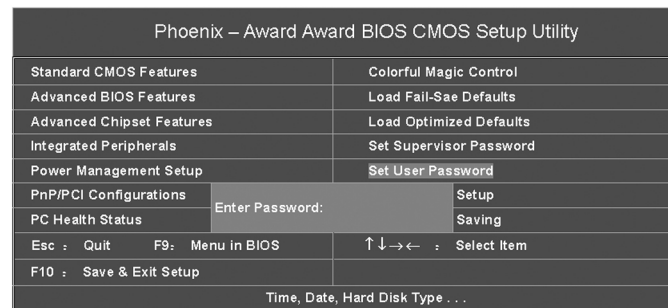 Phoenix – Award Award BIOS CMOS Setup Utility
Standard CMOS Features
Colorful Magic Control
Advanced BIOS Features
Load Fail-Sae Defaults
Advanced Chipset Features
Load Optimized Defaults
Integrated Peripherals
Set Supervisor Password
Power Management Setup
Set User Password
PnP/PCI Configurations
Setup
Enter Password:
PC Health Status
Saving
Esc : Quit F9: Menu in BIOS
↑↓→← : Select Item
F10 : Save & Exit Setup
Time, Date, Hard Disk Type . . .